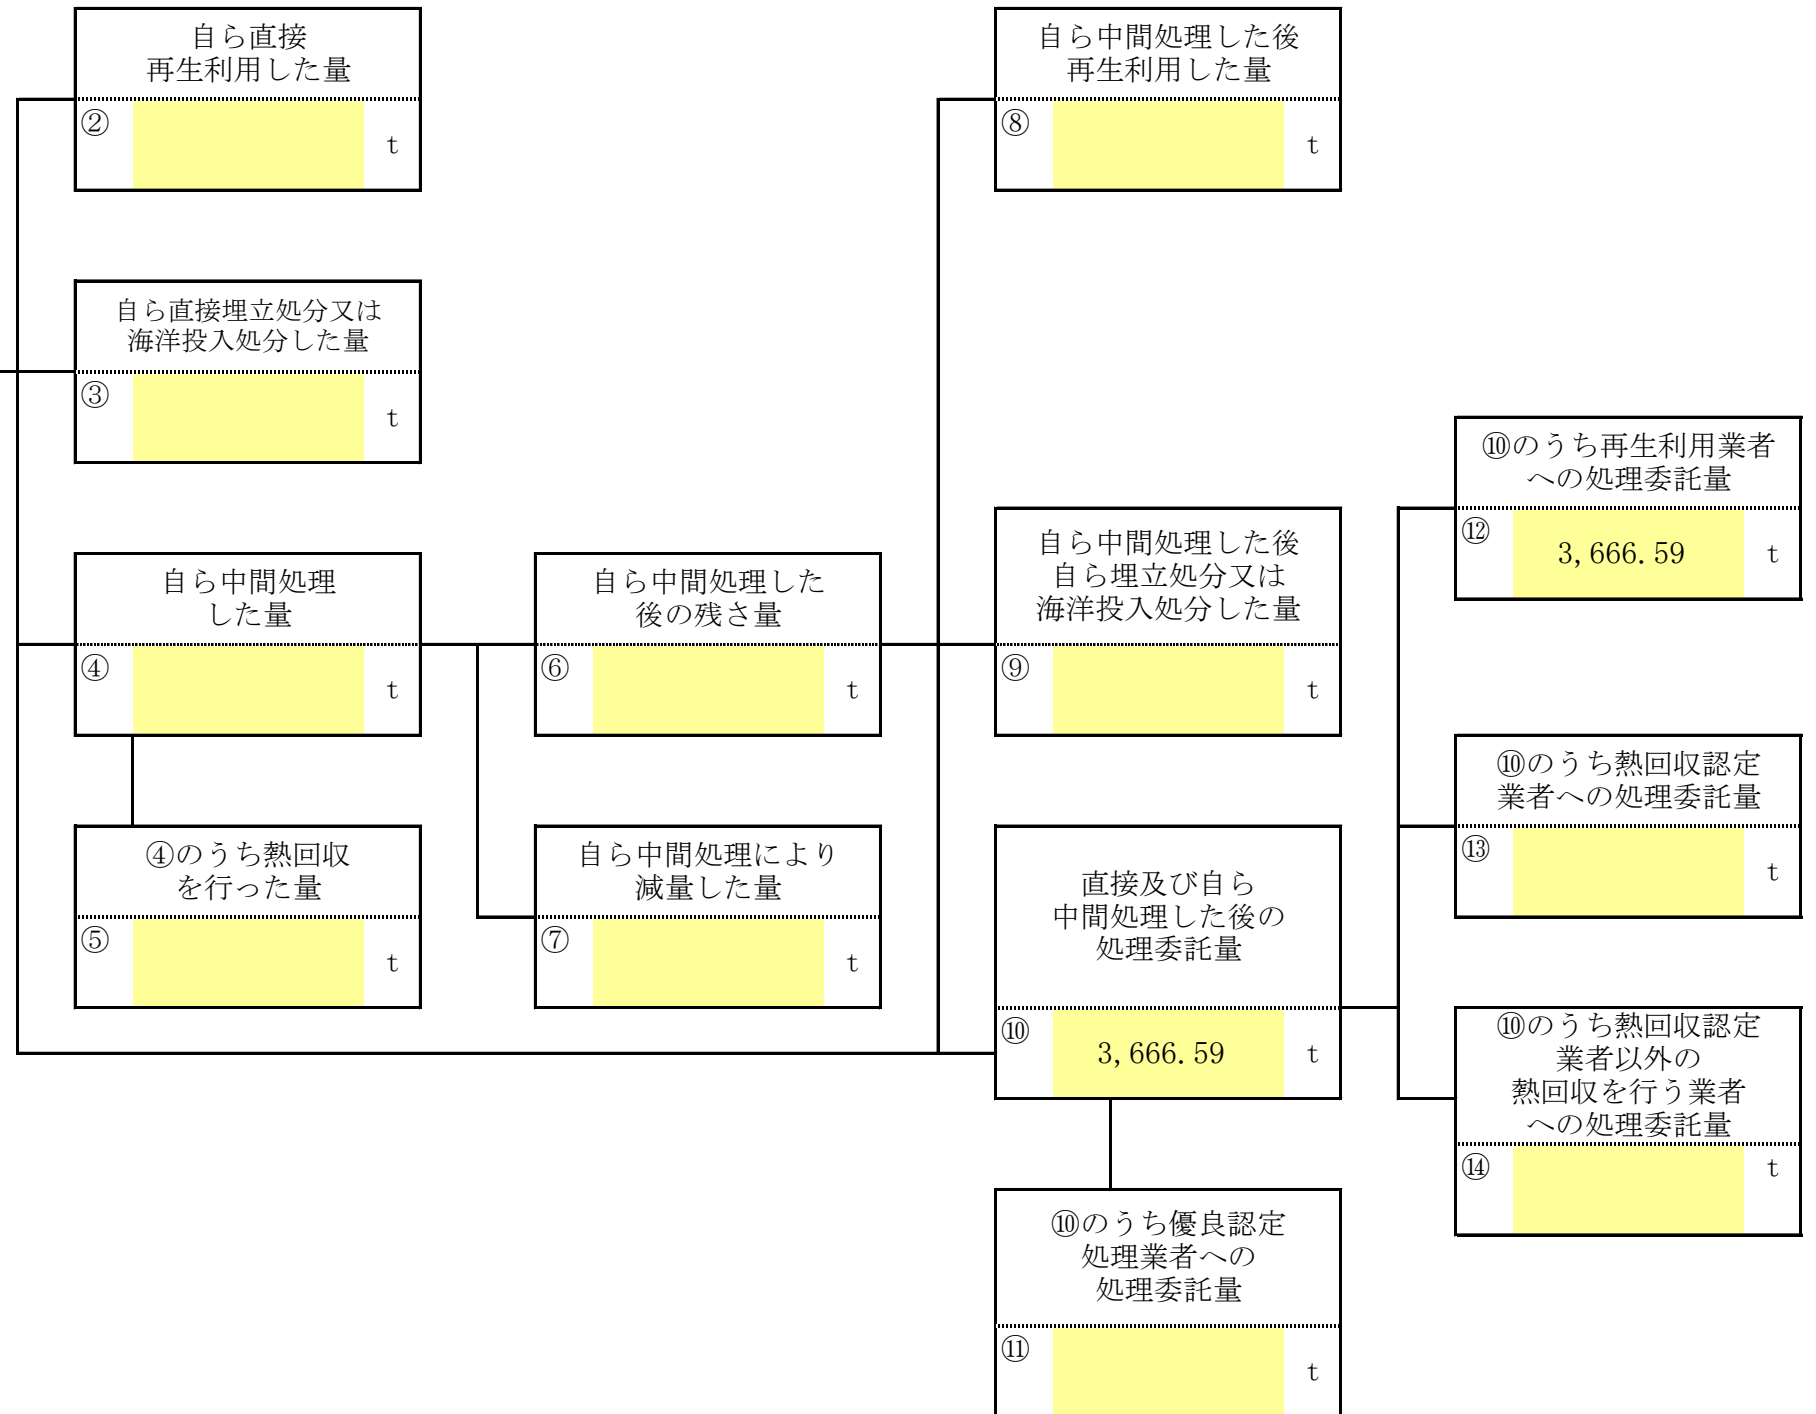 自ら直接
再生利用した量
②
t
自ら中間処理した後
再生利用した量
⑧
t
自ら直接埋立処分又は
海洋投入処分した量
③
t
⑩のうち再生利用業者
への処理委託量
⑫
3,666.59
t
自ら中間処理
した量
④
t
自ら中間処理した
後の残さ量
⑥
t
自ら中間処理した後
自ら埋立処分又は
海洋投入処分した量
⑨
t
⑩のうち熱回収認定
業者への処理委託量
⑬
t
④のうち熱回収
を行った量
⑤
t
自ら中間処理により
減量した量
⑦
t
直接及び自ら
中間処理した後の
処理委託量
⑩
3,666.59
t
⑩のうち熱回収認定
業者以外の
熱回収を行う業者
への処理委託量
⑭
t
⑩のうち優良認定
処理業者への
処理委託量
⑪
t